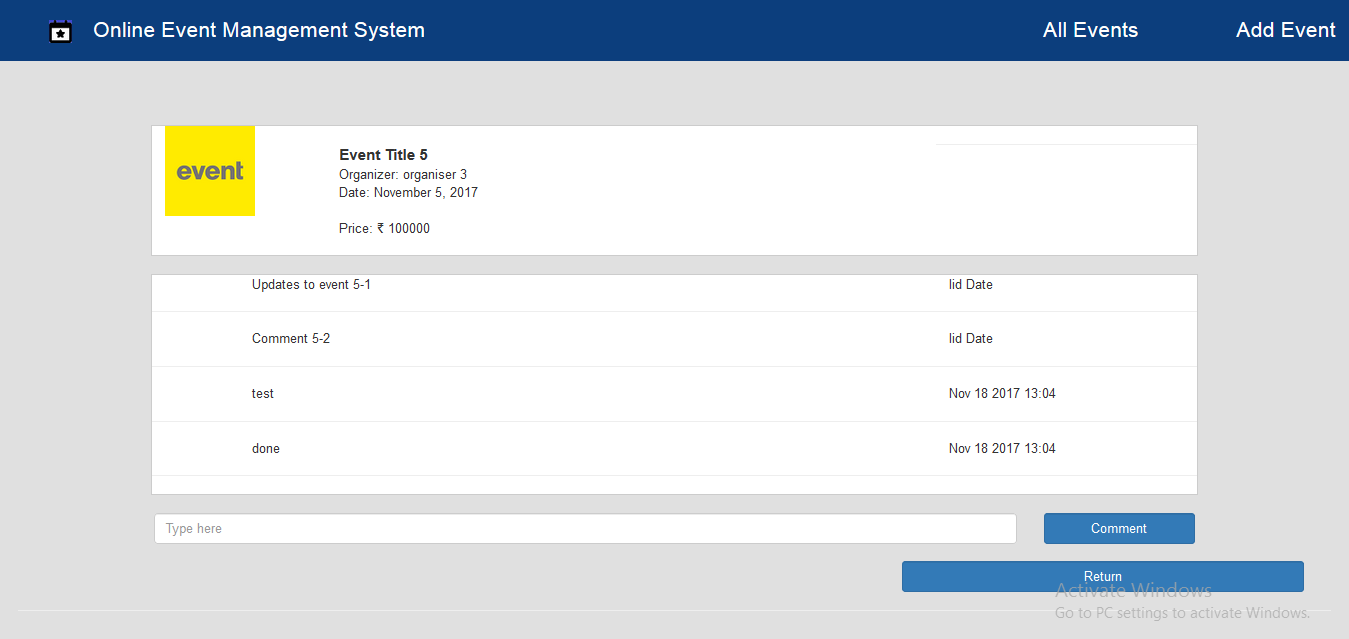 Online Event Management System
All Events
Add Event
event
Event Title 5
Organizer: organiser 3
Date: November 5, 2017
Price: ₹ 100000
Updates to event 5-1 lid Date
Comment 5-2 lid Date
test Nov 18 2017 13:04
done Nov 18 2017 13:04
Type here
Comment
Return
Activate Windows
Go to PC settings to activate Windows.